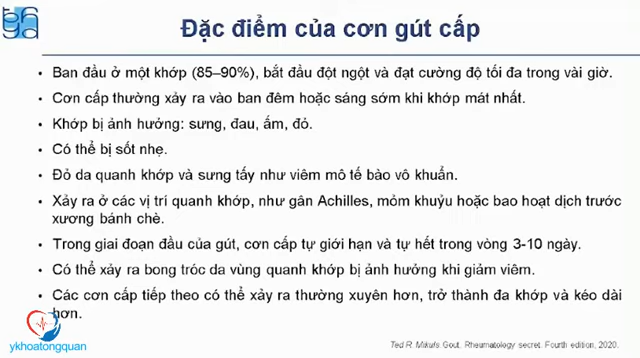 Đặc điểm của cơn gút cấp
• Ban đầu ở một khớp (85–90%), bắt đầu đột ngột và đạt cường độ tối đa trong vài giờ.
• Cơn cấp thường xảy ra vào ban đêm hoặc sáng sớm khi khớp mát nhất.
• Khớp bị ảnh hưởng: sưng, đau, ấm, đỏ.
• Có thể bị sốt nhẹ.
• Đỏ da quanh khớp và sưng tấy như viêm mô tế bào vô khuẩn.
• Xảy ra ở các vị trí quanh khớp, như gân Achilles, mỏm khuỷu hoặc bao hoạt dịch trước
xương bánh chè.
• Trong giai đoạn đầu của gút, cơn cấp tự giới hạn và tự hết trong vòng 3-10 ngày.
• Có thể xảy ra bong tróc da vùng quanh khớp bị ảnh hưởng khi giảm viêm.
• Các cơn cấp tiếp theo có thể xảy ra thường xuyên hơn, trở thành đa khớp và kéo dài
hơn.
ykhoatongquan
Ted R. Mikuls. Gout. Rheumatology secret. Fourth edition, 2020.